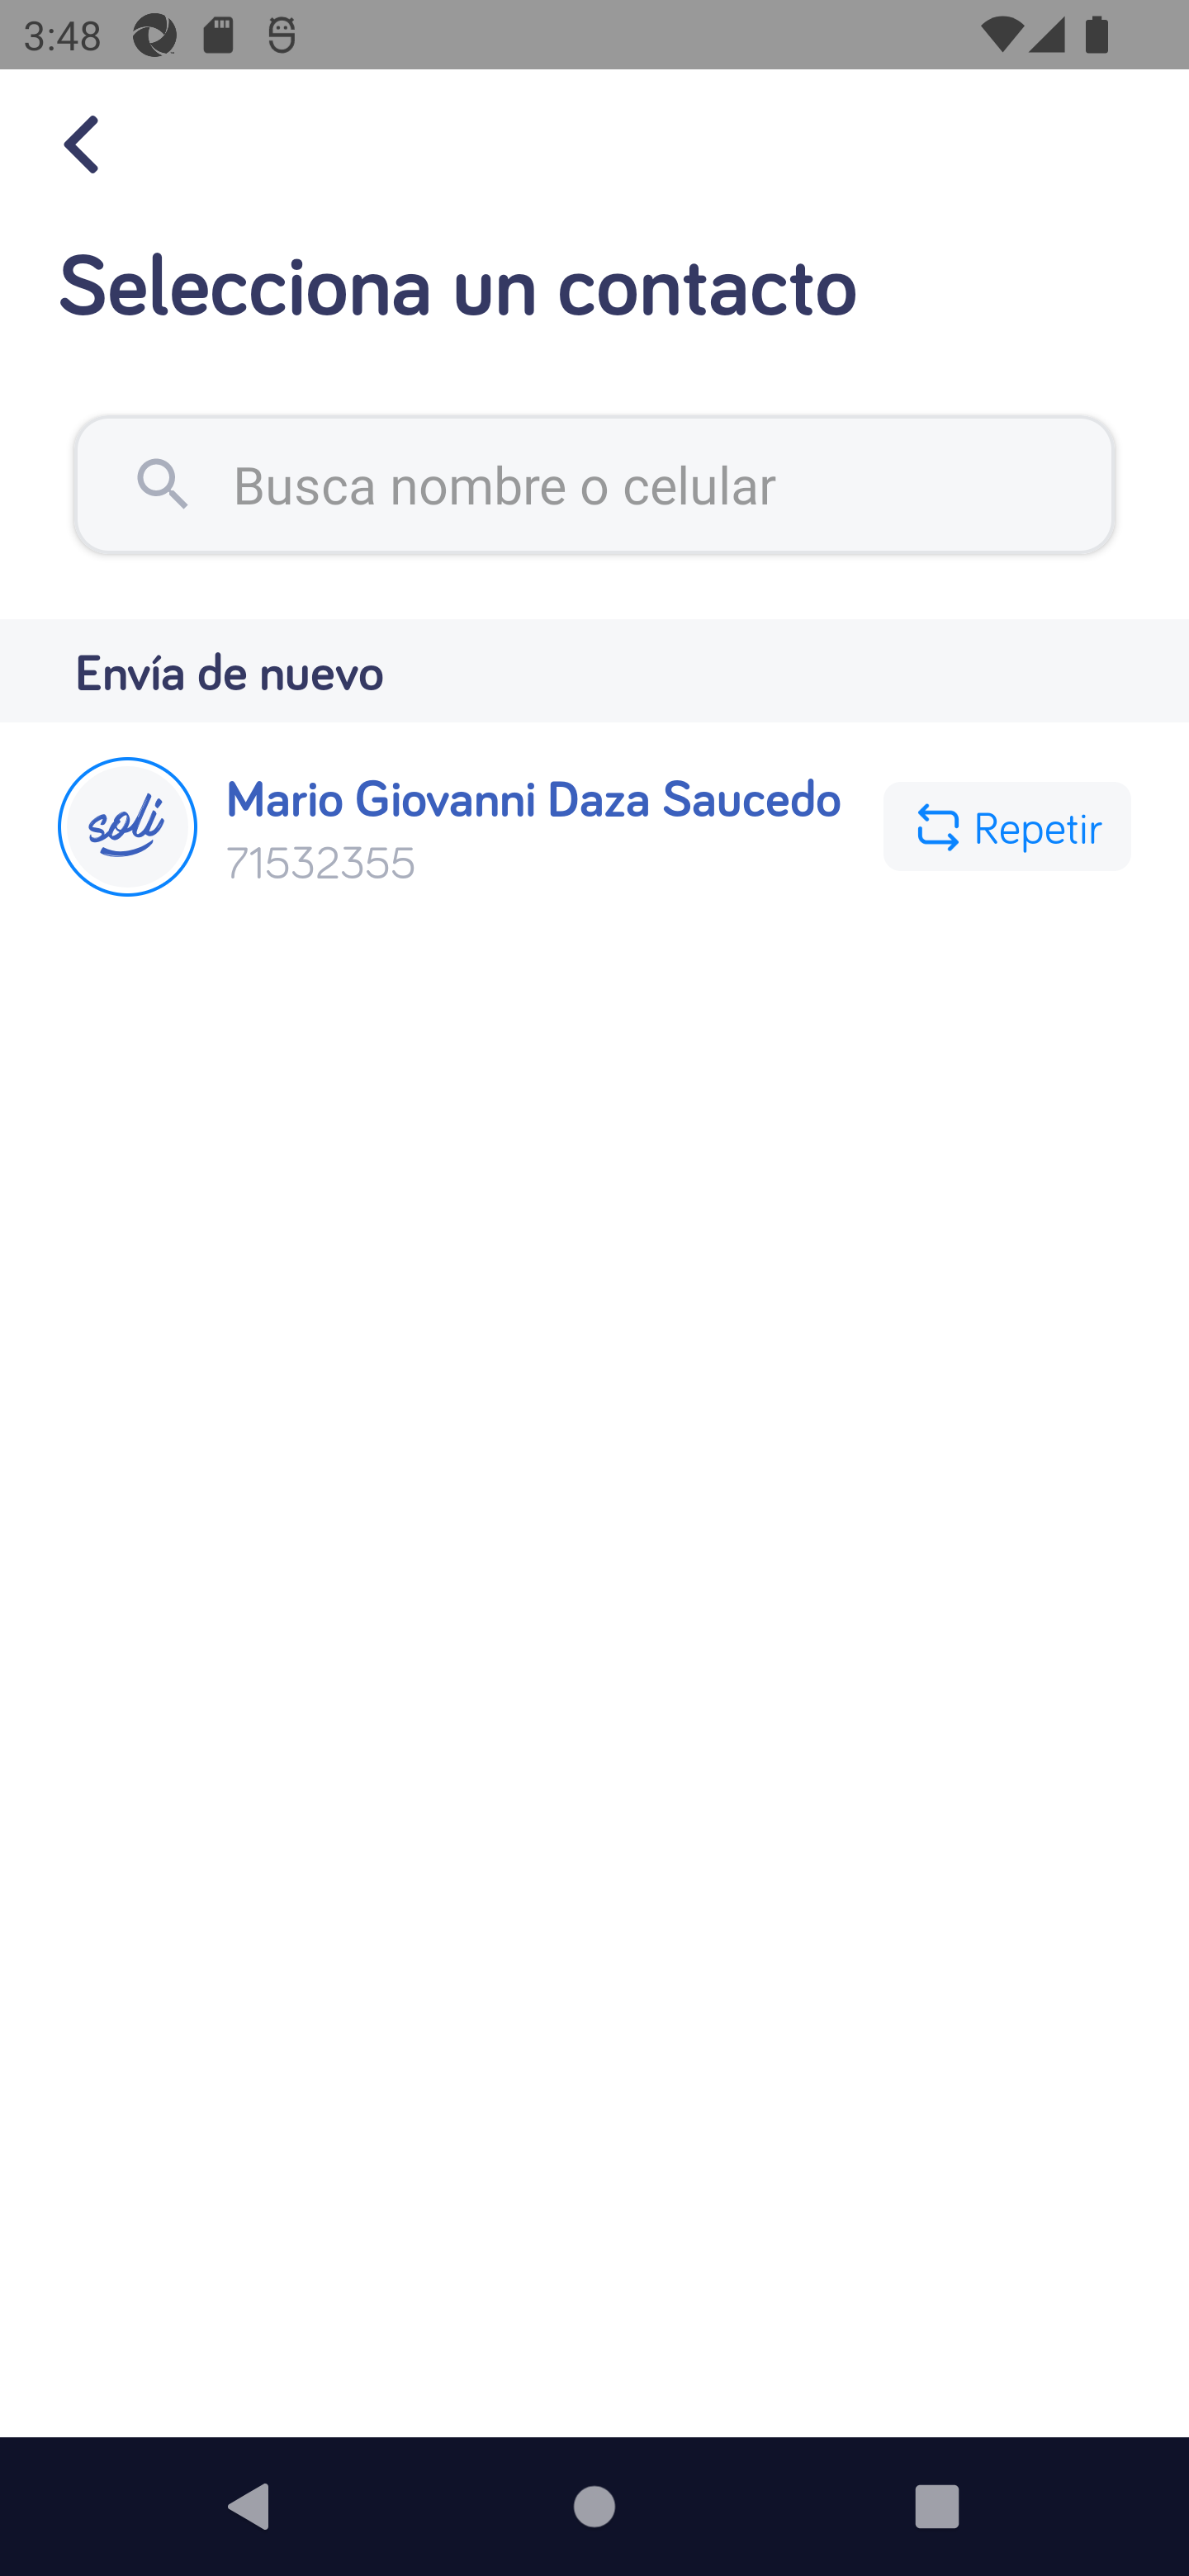 3:48
Selecciona un contacto
Busca nombre o celular
Envía de nuevo
soli
Mario Giovanni Daza Saucedo
71532355
Repetir